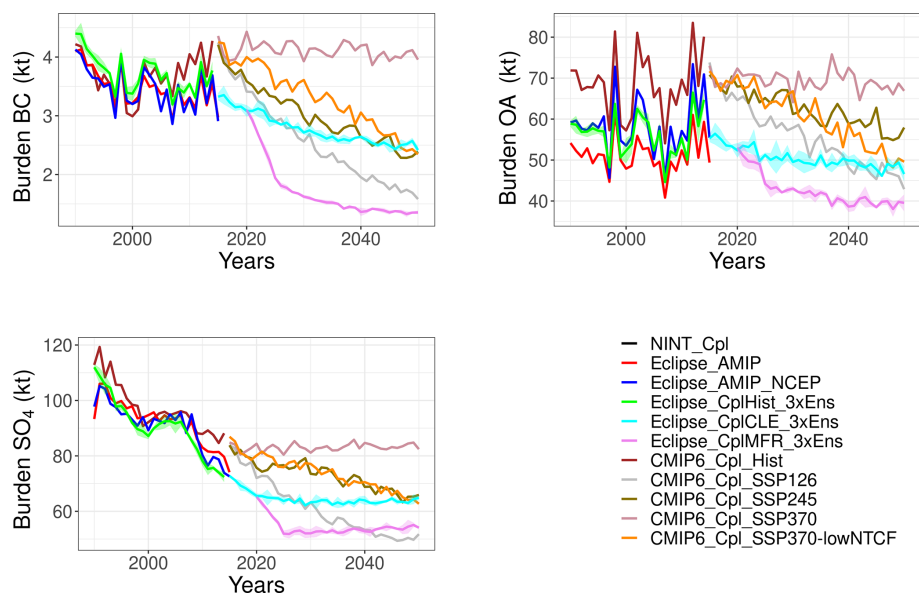 Burden BC (kt)
4
3
2
2000
2020
2040
Years
Burden OA (kt)
80
70
60
50
40
2000
2020
2040
Years
Burden SO₄ (kt)
120
100
80
60
2000
2020
2040
Years
NINT_Cpl
Eclipse_AMIP
Eclipse_AMIP_NCEP
Eclipse_CplHist_3xEns
Eclipse_CplCLE_3xEns
Eclipse_CplMFR_3xEns
CMIP6_Cpl_Hist
CMIP6_Cpl_SSP126
CMIP6_Cpl_SSP245
CMIP6_Cpl_SSP370
CMIP6_Cpl_SSP370-lowNTCF